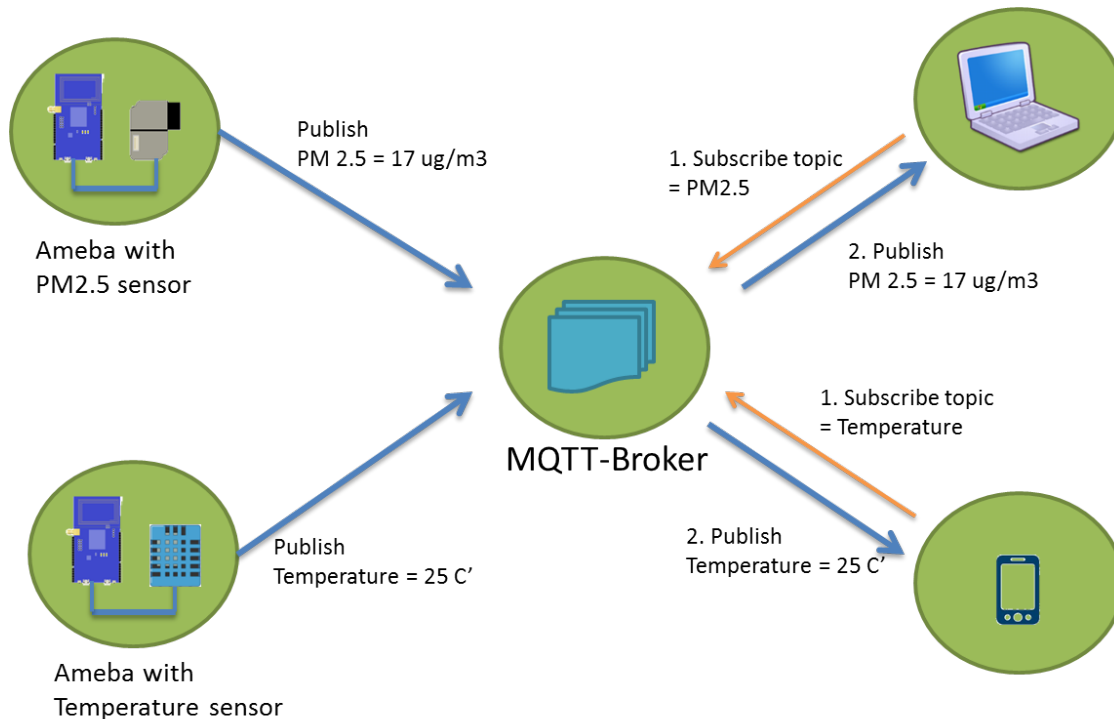 Publish
PM 2.5 = 17 ug/m3
1. Subscribe topic
= PM2.5
Ameba with
PM2.5 sensor
2. Publish
PM 2.5 = 17 ug/m3
MQTT-Broker
1. Subscribe topic
= Temperature
Publish
Temperature = 25 C’
2. Publish
Temperature = 25 C’
Ameba with
Temperature sensor